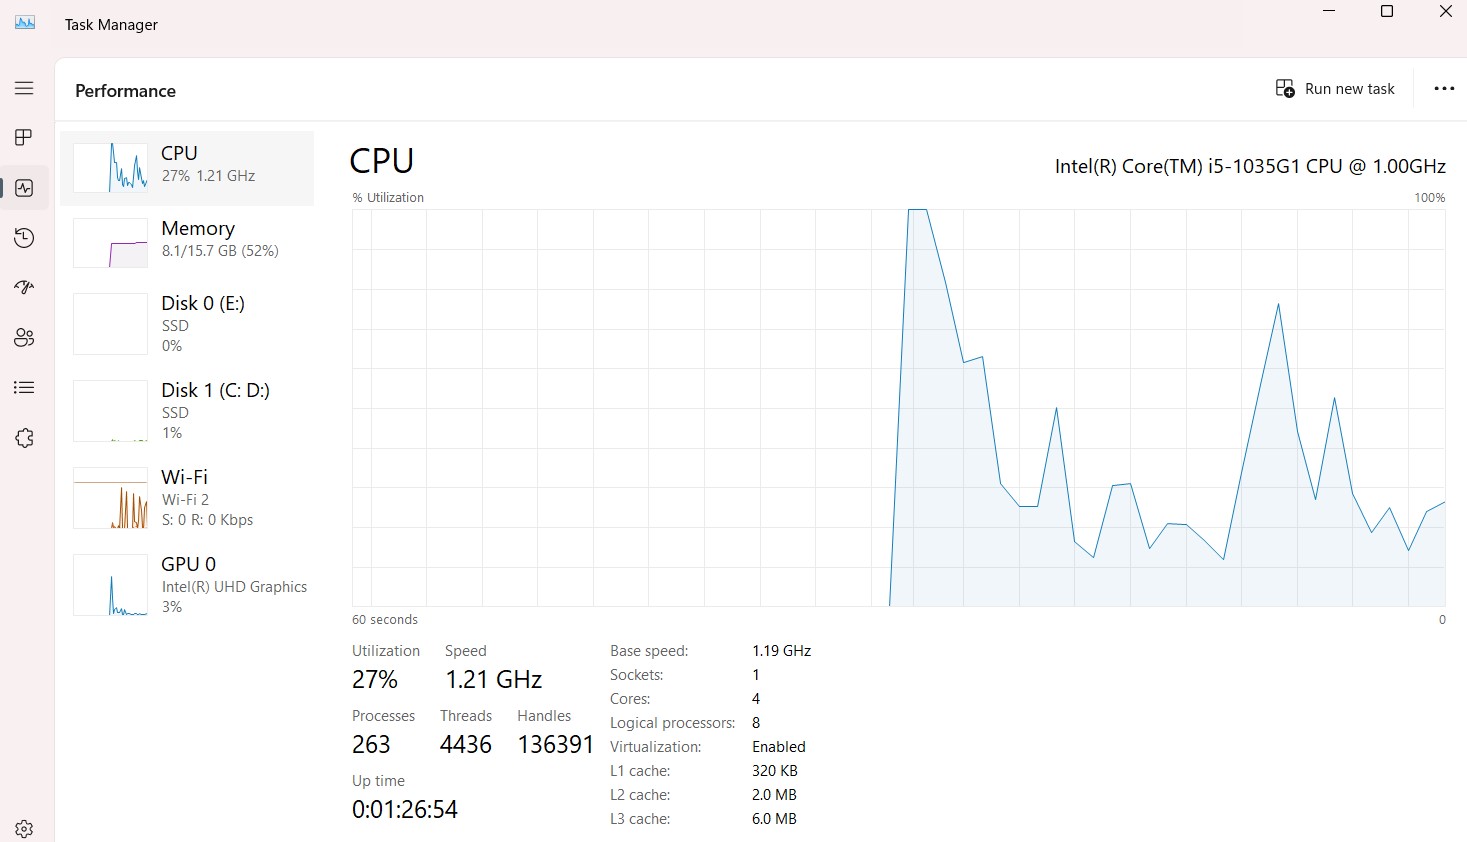 Task Manager
Performance
Run new task
CPU
27% 1.21 GHz
Memory
8.1/15.7 GB (52%)
Disk 0 (E:)
SSD
0%
Disk 1 (C: D:)
SSD
1%
Wi-Fi
Wi-Fi 2
S: 0 R: 0 Kbps
GPU 0
Intel(R) UHD Graphics
3%
CPU
Intel(R) Core(TM) i5-1035G1 CPU @ 1.00GHz
% Utilization
100%
60 seconds
0
Utilization
Speed
27%
1.21 GHz
Processes
Threads
Handles
263
4436
136391
Up time
0:01:26:54
Base speed: 1.19 GHz
Sockets: 1
Cores: 4
Logical processors: 8
Virtualization: Enabled
L1 cache: 320 KB
L2 cache: 2.0 MB
L3 cache: 6.0 MB